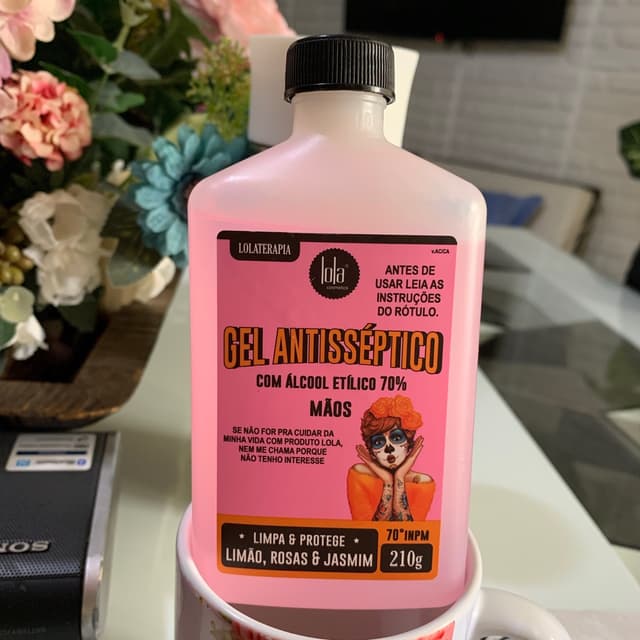 LOLATERAPIA
lola
cosmetics
ANTES DE
USAR LEIA AS
INSTRUÇÕES
DO RÓTULO.
GEL ANTISSÉPTICO
COM ÁLCOOL ETÍLICO 70%
MÃOS
SE NÃO FOR PRA CUIDAR DA
MINHA VIDA COM PRODUTO LOLA,
NEM ME CHAMA PORQUE
NÃO TENHO INTERESSE
* LIMPA & PROTEGE *
LIMÃO, ROSAS & JASMIM
70°INPM
210g
SONY